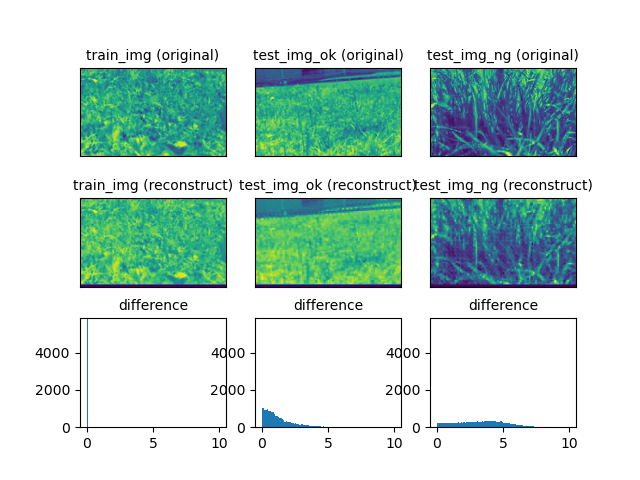 train_img (original) test_img_ok (original) test_img_ng (original)
train_img (reconstruct) test_img_ok (reconstruct) test_img_ng (reconstruct)
difference difference difference
4000 4000 4000
2000 2000 2000
0 0 0
0 5 10 0 5 10 0 5 10